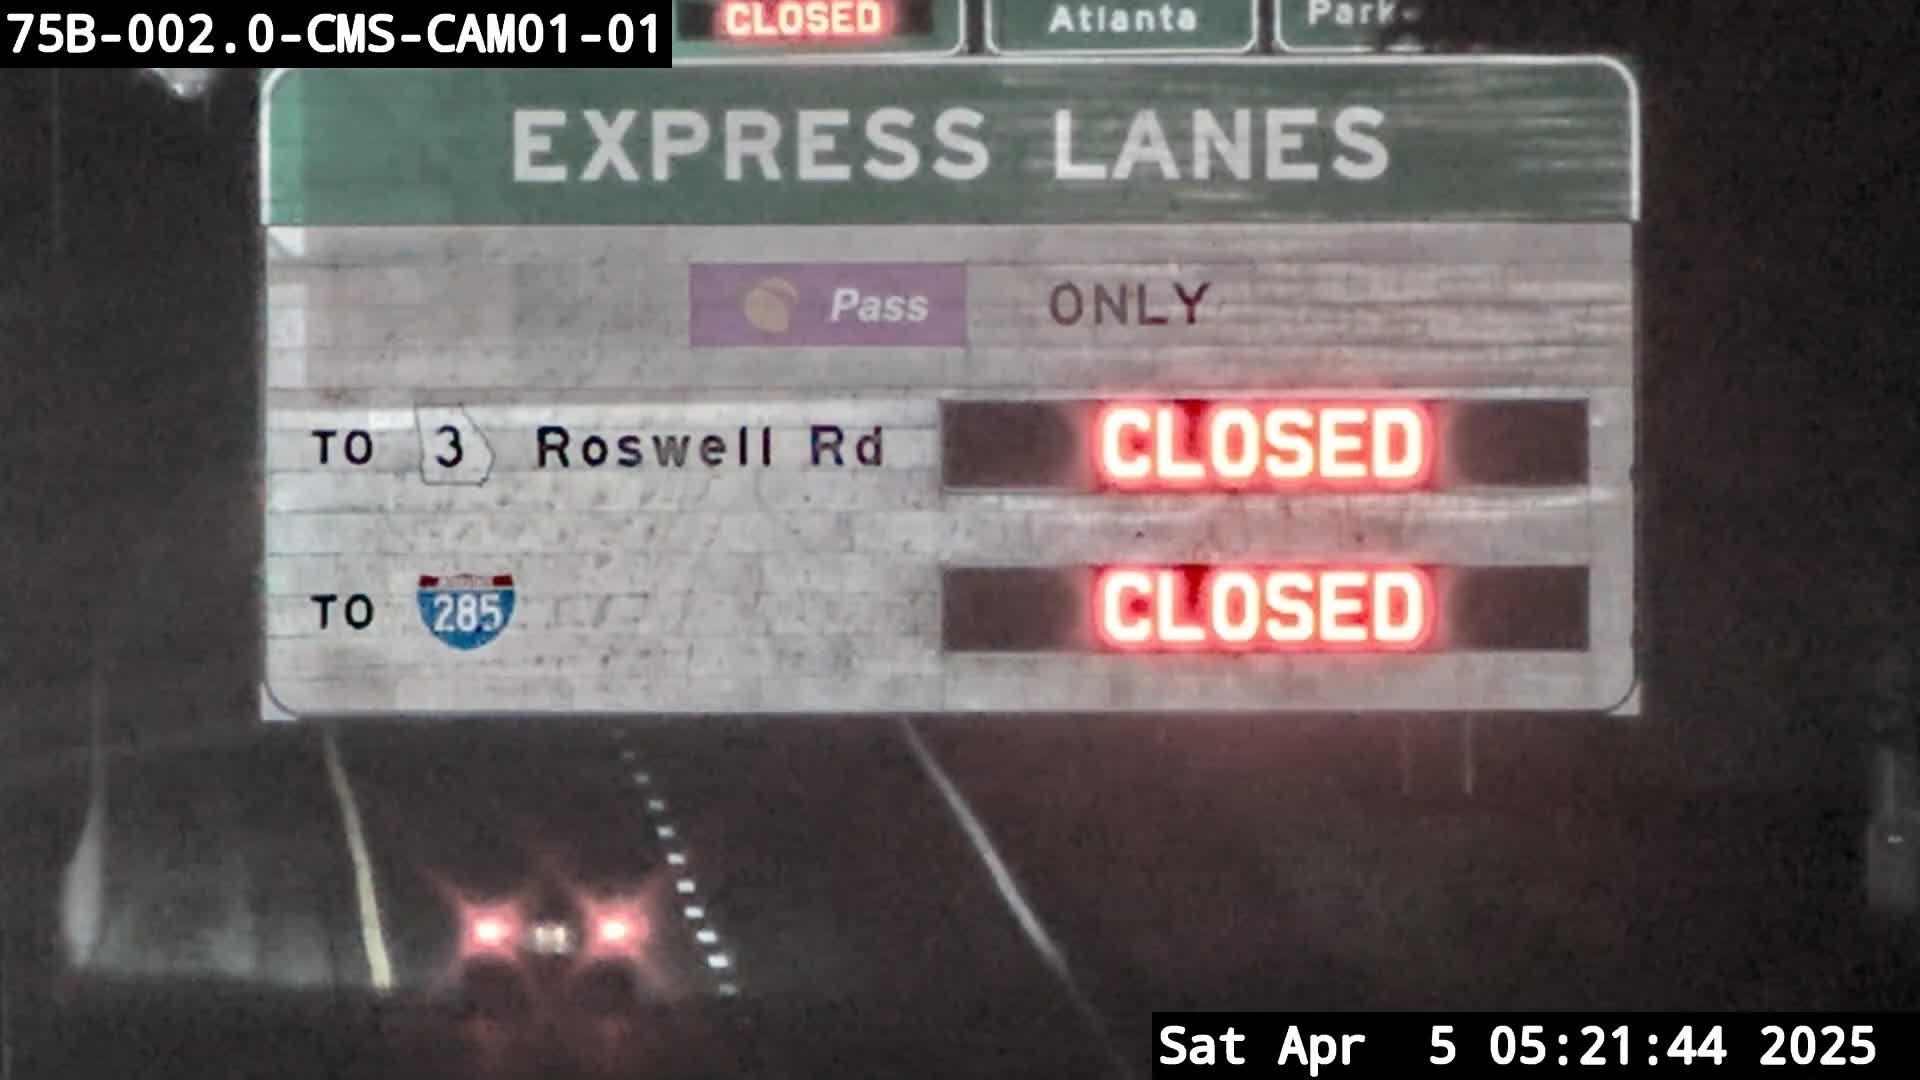 75B-002.0-CMS-CAM01-01
CLOSED
Atlanta
Park
EXPRESS LANES
Pass ONLY
TO 3 Roswell Rd CLOSED
TO 285 CLOSED
Sat Apr 5 05:21:44 2025